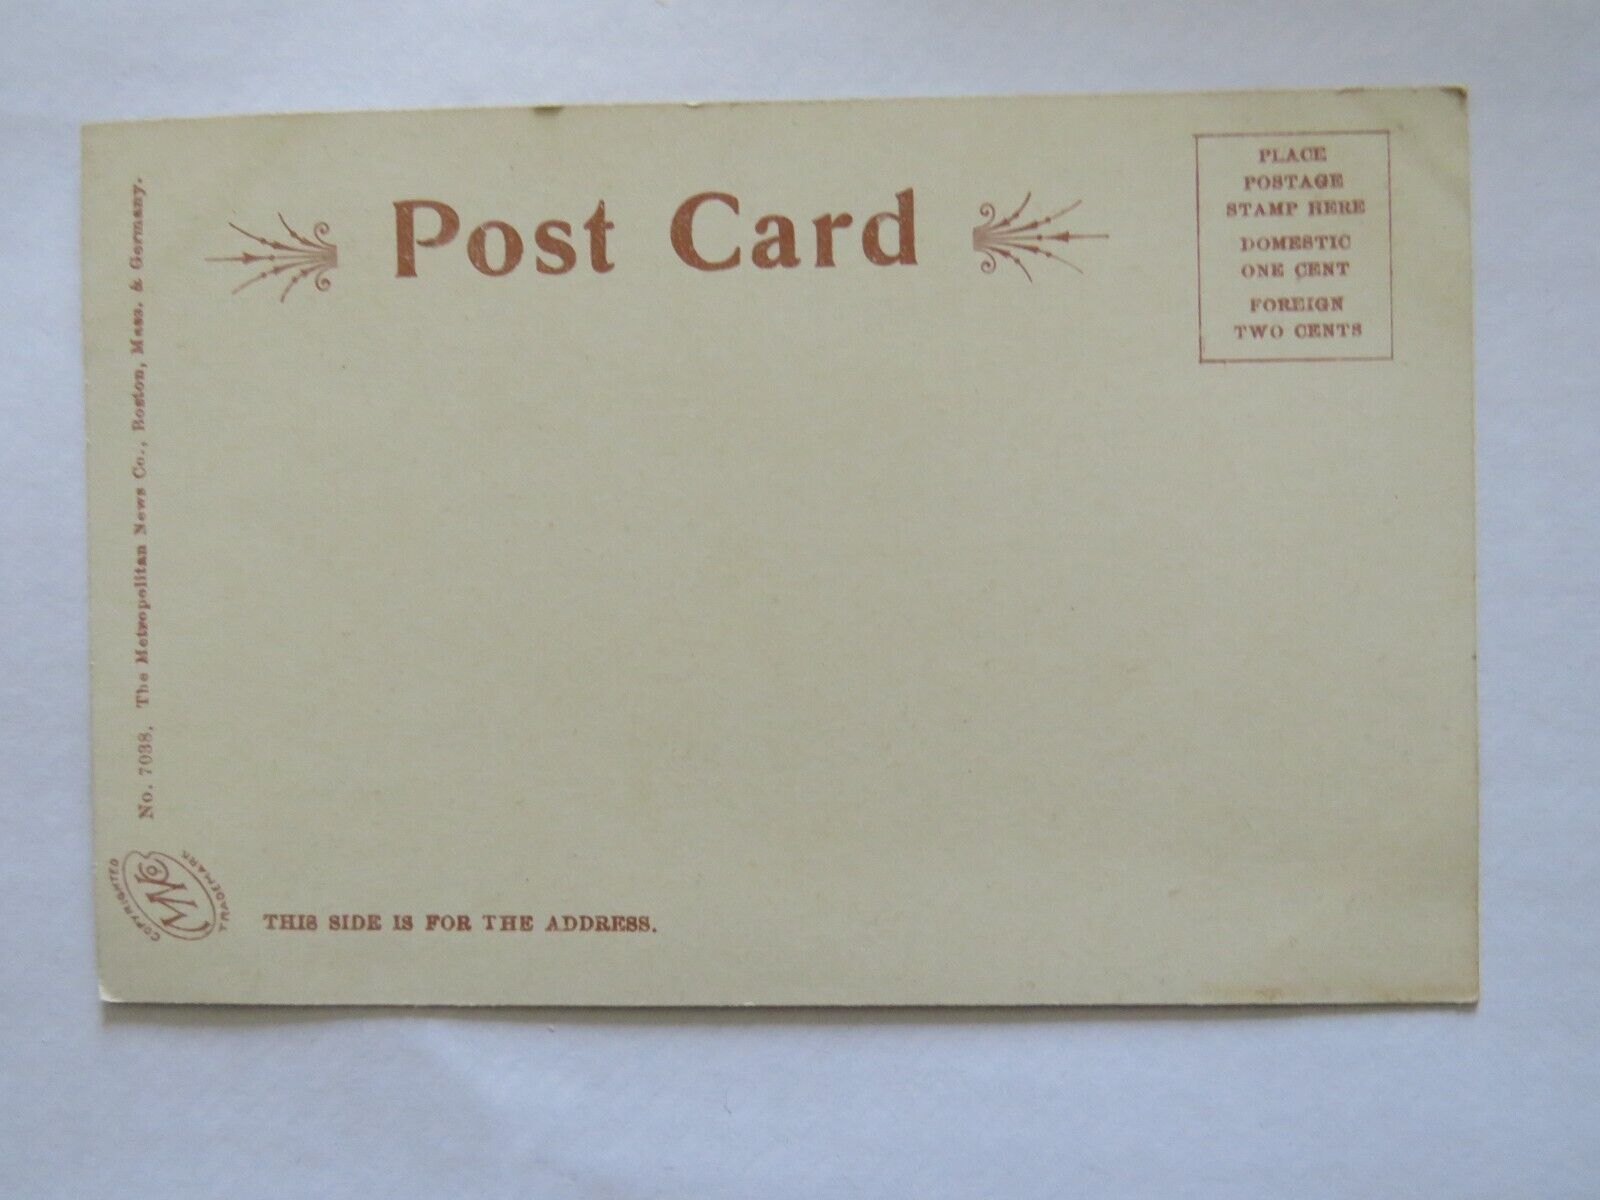 Post Card
PLACE
POSTAGE
STAMP HERE
DOMESTIC
ONE CENT
FOREIGN
TWO CENTS
No. 7038. The Metropolitan News Co., Boston, Mass. & Germany.
COPYRIGHTED
MNCo
TRADEMARK
THIS SIDE IS FOR THE ADDRESS.